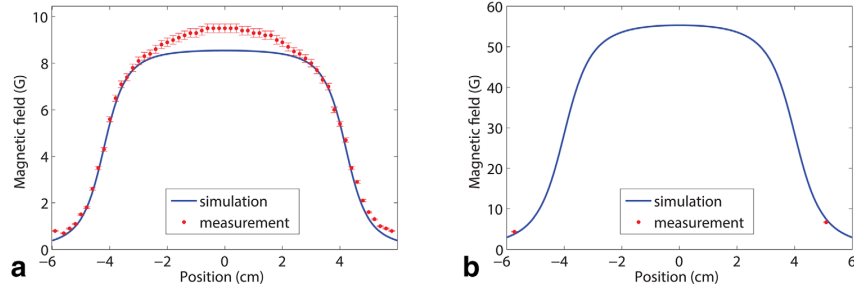 10
8
6
4
2
0
Magnetic field (G)
simulation
measurement
−6 −4 −2 0 2 4
Position (cm)
a
60
50
40
30
20
10
0
Magnetic field (G)
simulation
measurement
−6 −4 −2 0 2 4 6
Position (cm)
b